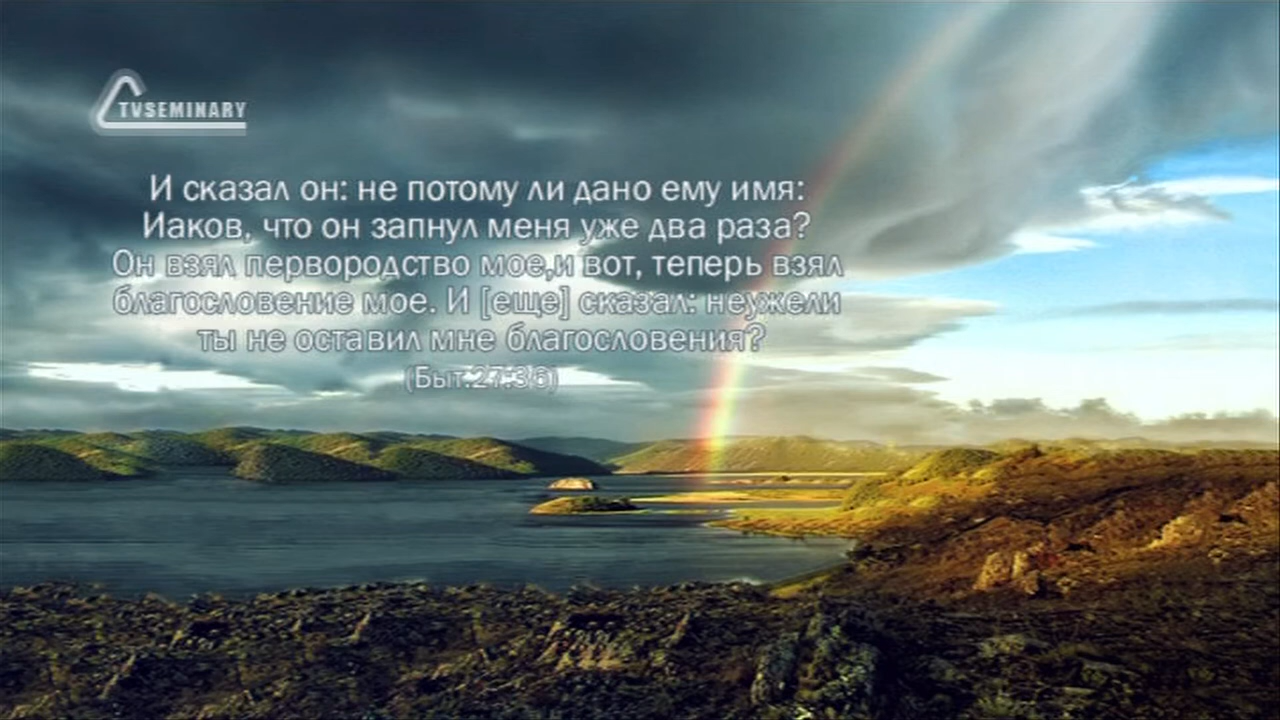 TVSEMINARY
И сказал он: не потому ли дано ему имя:
Иаков, что он запнул меня уже два раза?
Он взял первородство мое,и вот, теперь взял
благословение мое. И [еще] сказал: неужели
ты не оставил мне благословения?
(Быт.27:36)